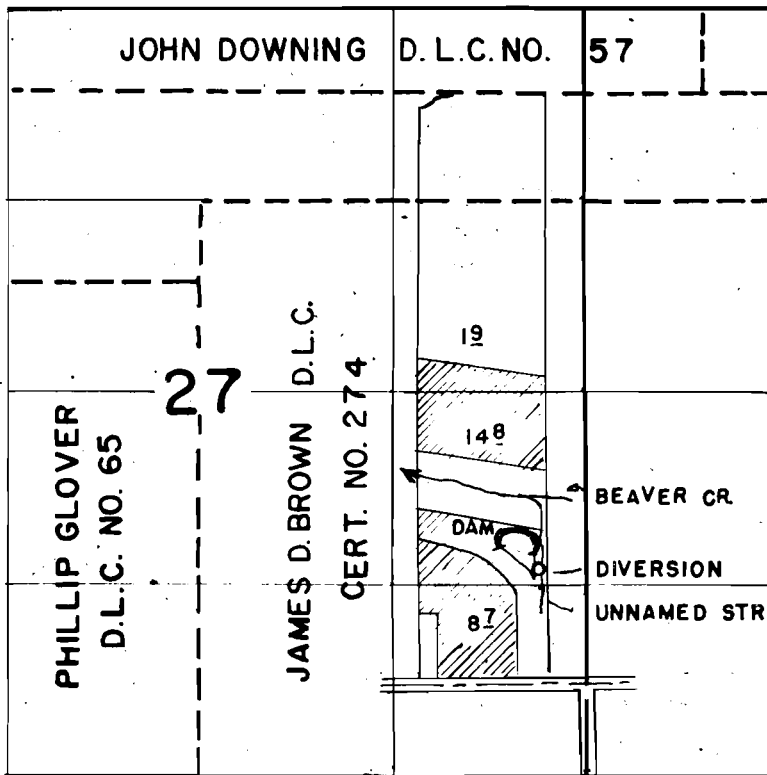 JOHN DOWNING D.L.C. NO. 57
PHILLIP GLOVER
D.L.C. NO. 65
27
JAMES D. BROWN D.L.C.
CERT. NO. 274
19
148
BEAVER CR.
DAM
DIVERSION
UNNAMED STR
87